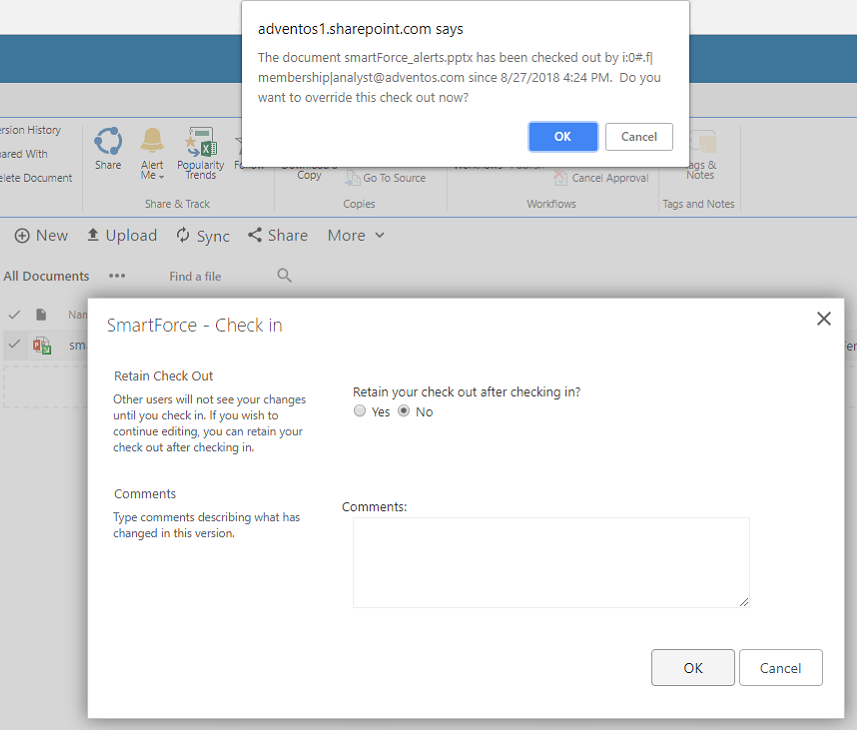 adventos1.sharepoint.com says
The document smartForce_alerts.pptx has been checked out by i:0#.f|
membership|analyst@adventos.com since 8/27/2018 4:24 PM. Do you
want to override this check out now?
OK
Cancel
ersion History
ared With
elete Document
Share
Alert
Me
Popularity
Trends
Copy
Go To Source
Cancel Approval
Notes
Share & Track
Copies
Workflows
Tags and Notes
New
Upload
Sync
Share
More
All Documents
•••
Find a file
SmartForce - Check in
Retain Check Out
Other users will not see your changes
until you check in. If you wish to
continue editing, you can retain your
check out after checking in.
Retain your check out after checking in?
Yes
No
Comments
Type comments describing what has
changed in this version.
Comments:
OK
Cancel